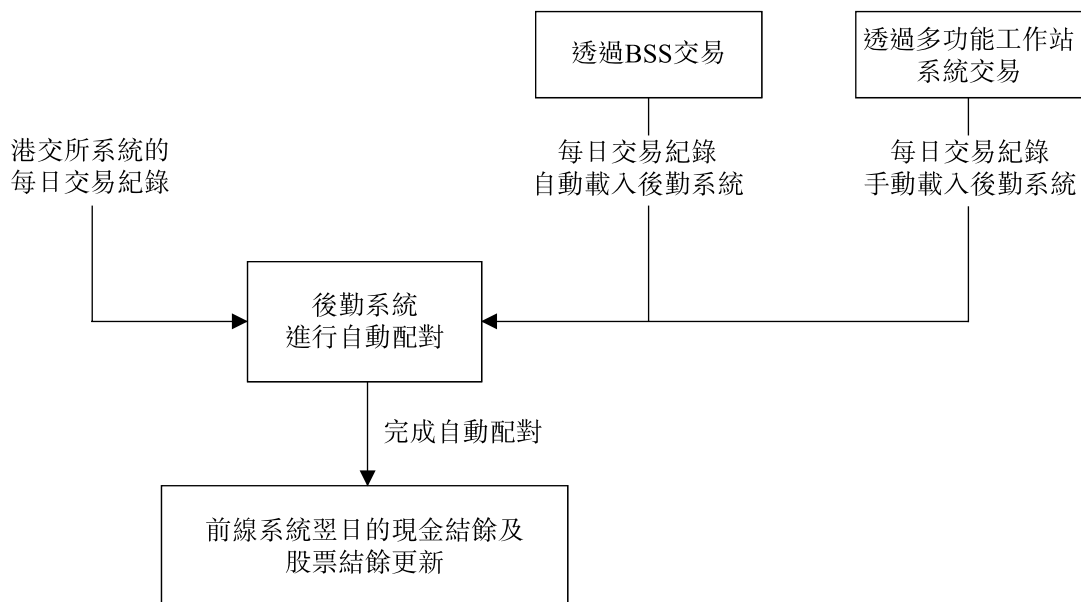 透過BSS交易
透過多功能工作站
系統交易
港交所系統的
每日交易紀錄
每日交易紀錄
自動載入後勤系統
每日交易紀錄
手動載入後勤系統
後勤系統
進行自動配對
完成自動配對
前線系統翌日的現金結餘及
股票結餘更新